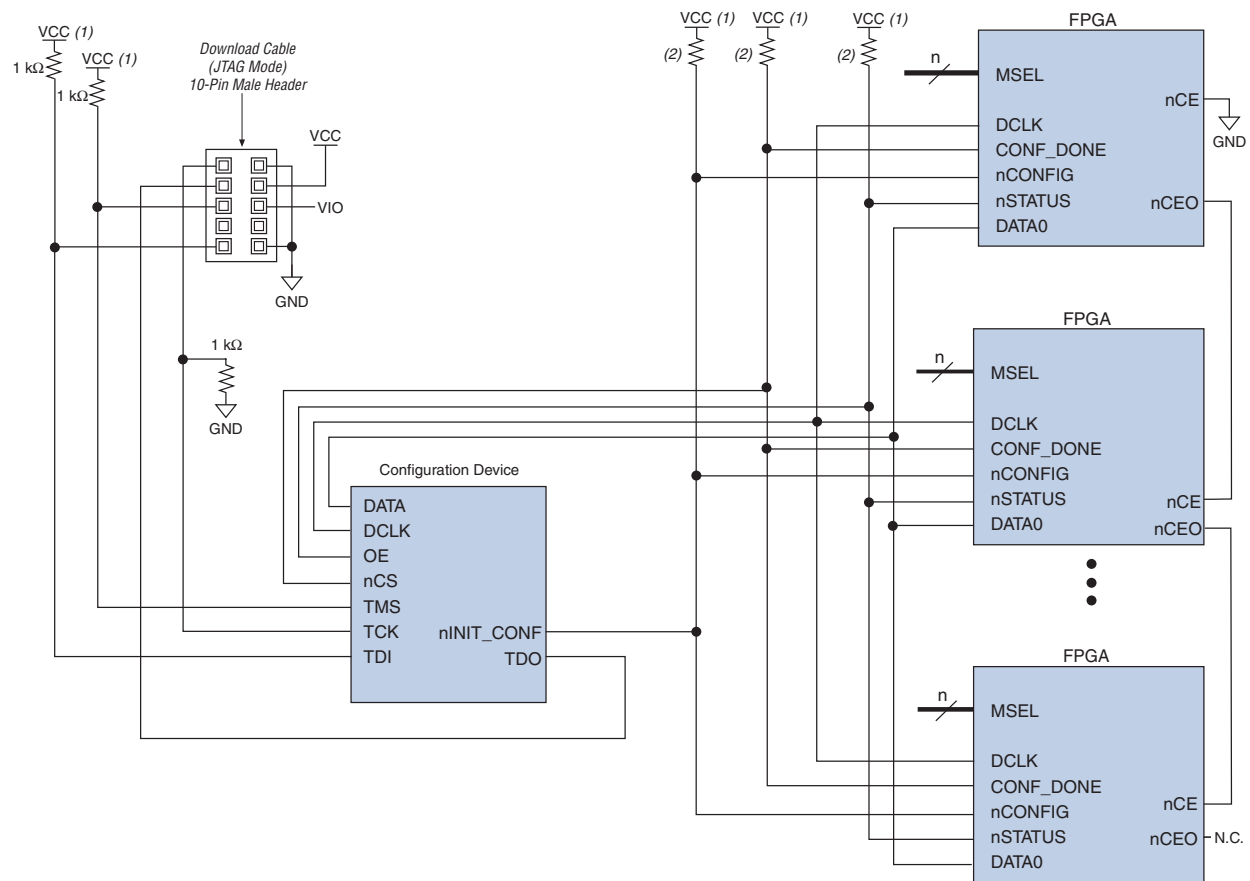 VCC (1)
1 kΩ
VCC (1)
1 kΩ
Download Cable
(JTAG Mode)
10-Pin Male Header
VCC
VIO
GND
1 kΩ
GND
Configuration Device
DATA
DCLK
OE
nCS
TMS
TCK
TDI
nINIT_CONF
TDO
VCC (1)
(2)
VCC (1)
(2)
VCC (1)
(2)
FPGA
n
MSEL
DCLK
CONF_DONE
nCONFIG
nSTATUS
DATA0
nCE
GND
nCEO
FPGA
n
MSEL
DCLK
CONF_DONE
nCONFIG
nSTATUS
DATA0
nCE
nCEO
FPGA
n
MSEL
DCLK
CONF_DONE
nCONFIG
nSTATUS
DATA0
nCE
nCEO
N.C.